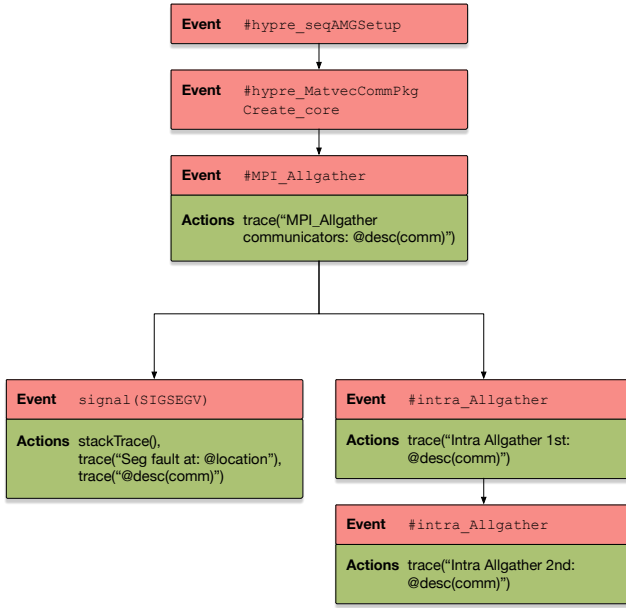 Event #hypre_seqAMGSetup
Event #hypre_MatvecCommPkg
Create_core
Event #MPI_Allgather
Actions trace(“MPI_Allgather
communicators: @desc(comm)”)
Event signal(SIGSEGV)
Actions stackTrace(),
trace(“Seg fault at: @location”),
trace(“@desc(comm)”)
Event #intra_Allgather
Actions trace(“Intra Allgather 1st:
@desc(comm)”)
Event #intra_Allgather
Actions trace(“Intra Allgather 2nd:
@desc(comm)”)